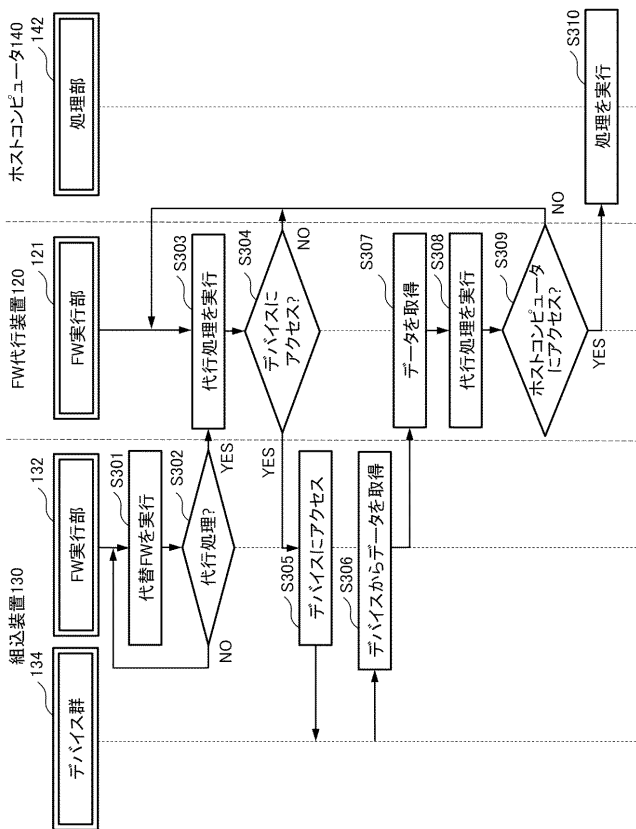 組込装置130
FW代行装置120
ホストコンピュータ140
134
132
121
142
デバイス群
FW実行部
FW実行部
処理部
S301
代替FWを実行
S302
代行処理?
NO
YES
S303
代行処理を実行
S304
デバイスに
アクセス?
NO
YES
S305
デバイスにアクセス
S306
デバイスからデータを取得
S307
データを取得
S308
代行処理を実行
S309
ホストコンピュータ
にアクセス?
NO
YES
S310
処理を実行